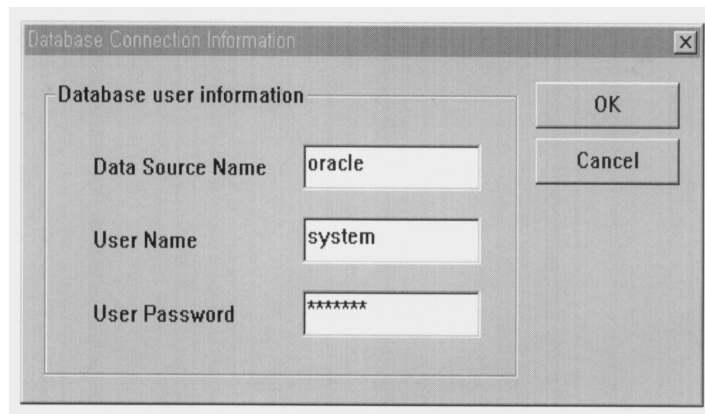 Database Connection Information
Database user information
OK
Data Source Name oracle
Cancel
User Name system
User Password *******